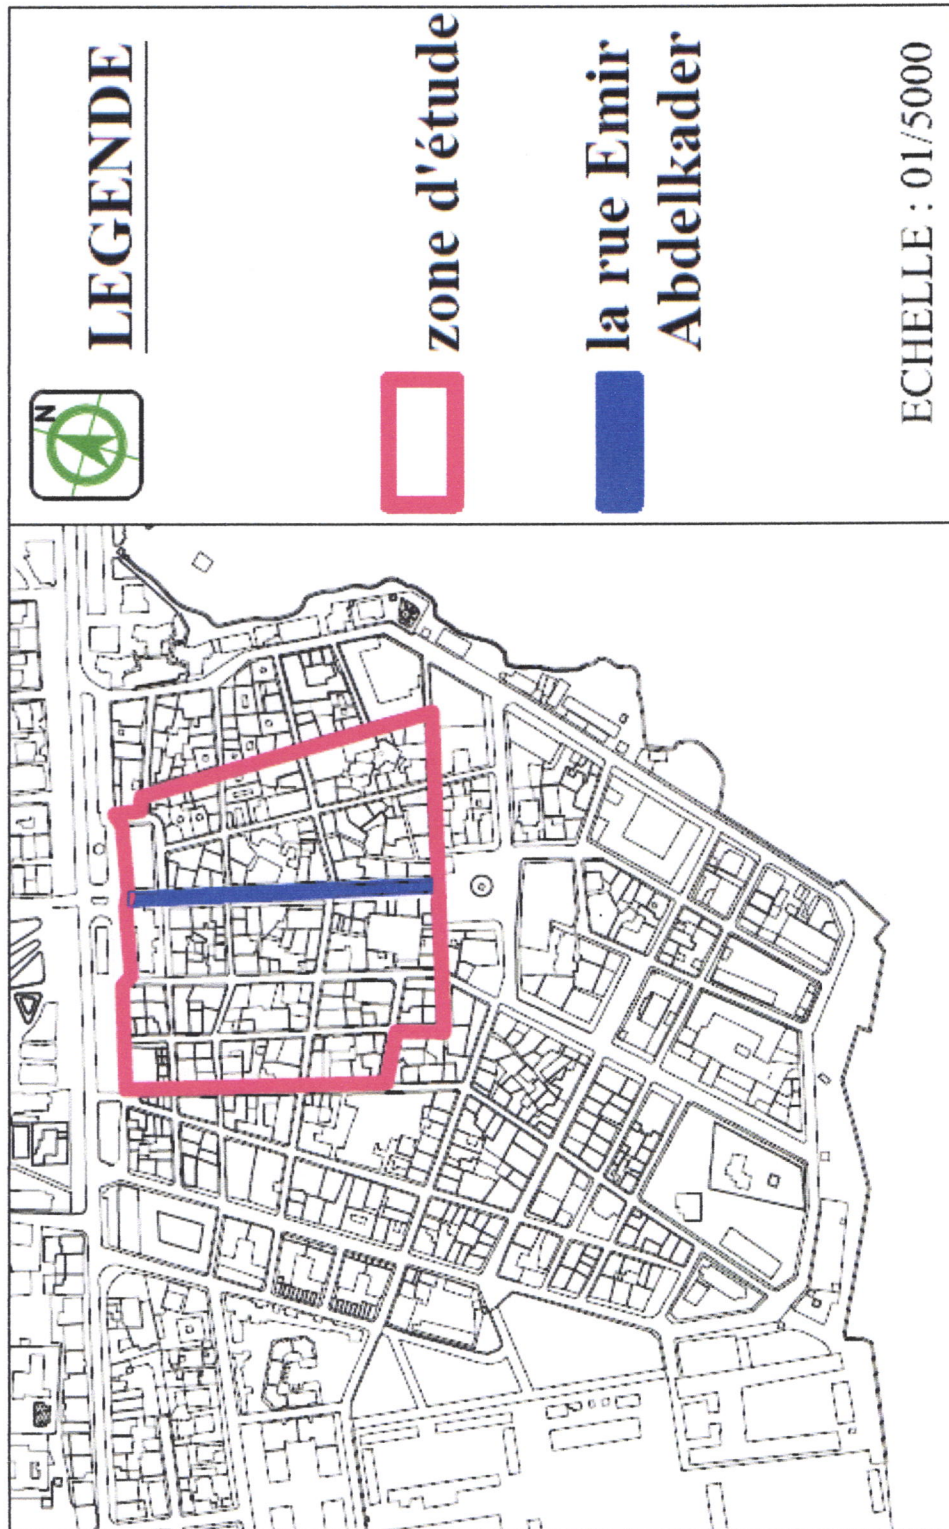 N
LEGENDE
zone d'étude
la rue Emir
Abdelkader
ECHELLE : 01/5000